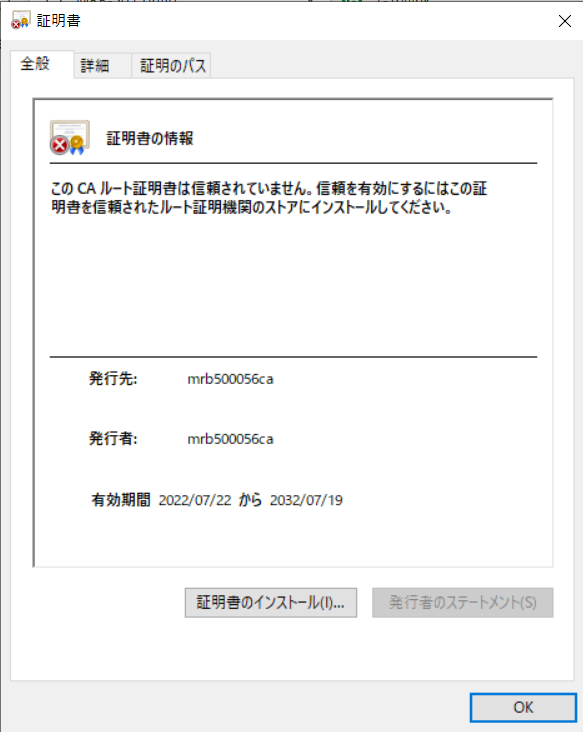 証明書
全般
詳細
証明のパス
証明書の情報
この CA ルート証明書は信頼されていません。信頼を有効にするにはこの証
明書を信頼されたルート証明機関のストアにインストールしてください。
発行先: mrb500056ca
発行者: mrb500056ca
有効期間 2022/07/22 から 2032/07/19
証明書のインストール(I)...
発行者のステートメント(S)
OK